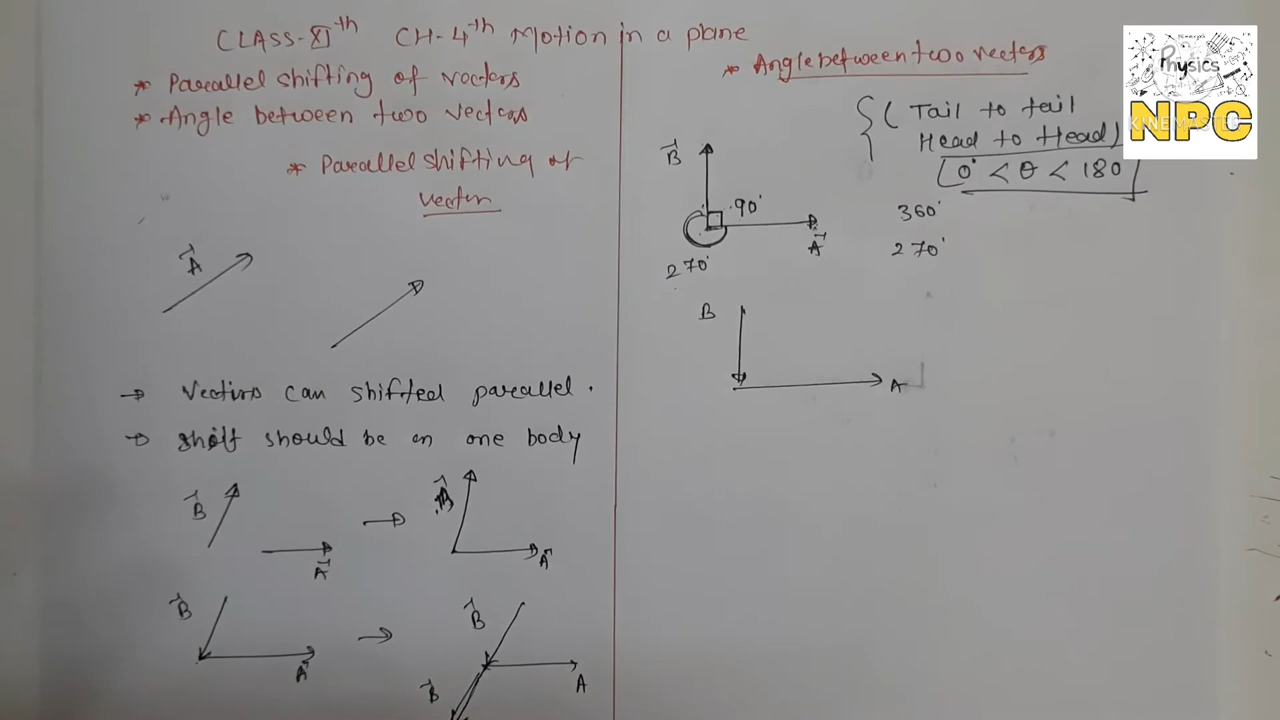 CLASS-XIth CH-4th Motion in a plane
* Parallel shifting of vectors
* Angle between two vectors
* Parallel shifting of
vector
A
→ Vectors can shifted parallel.
→ shift should be on one body
B
A
B
A
B
A
B
A
B
* Angle between two vectors
( Tail to tail
Head to Head)
0° < θ < 180
B
90°
A
270°
360°
270°
B
A
Physics
NPC